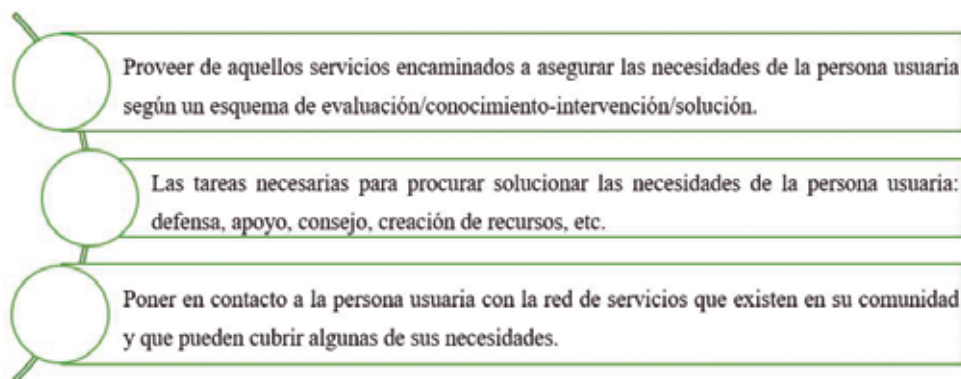 Proveer de aquellos servicios encaminados a asegurar las necesidades de la persona usuaria
según un esquema de evaluación/conocimiento-intervención/solución.
Las tareas necesarias para procurar solucionar las necesidades de la persona usuaria:
defensa, apoyo, consejo, creación de recursos, etc.
Poner en contacto a la persona usuaria con la red de servicios que existen en su comunidad
y que pueden cubrir algunas de sus necesidades.